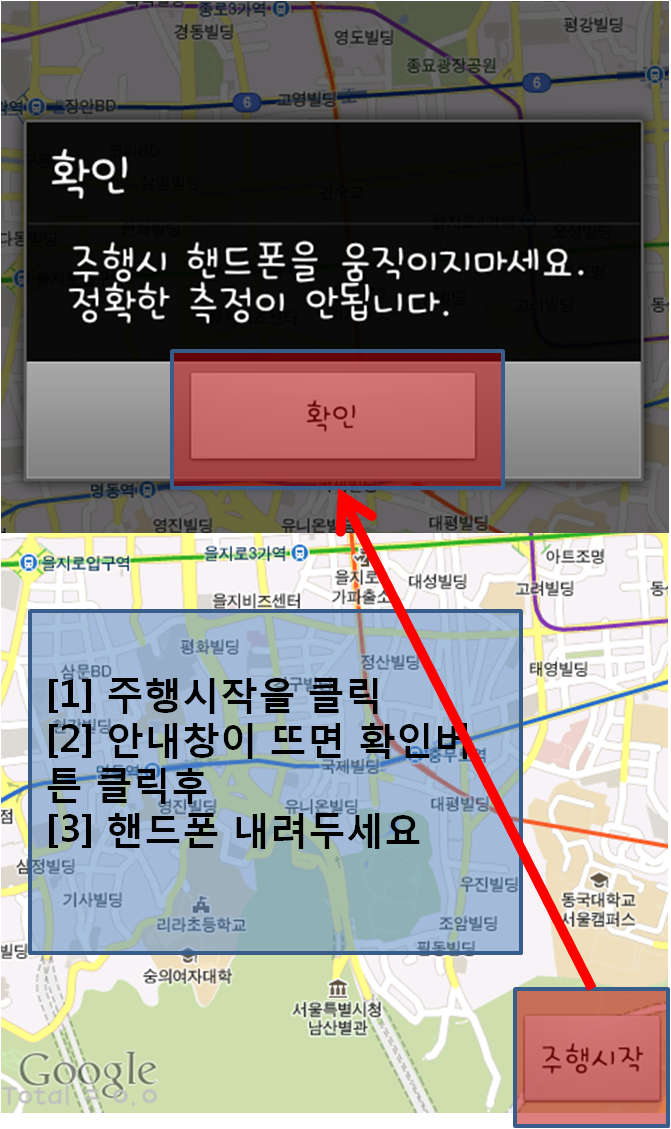 종로3가역
경동빌딩
영도빌딩
평강빌딩
종묘광장공원
장안BD
6
고영빌딩
6
확인
주행시 핸드폰을 움직이지마세요.
정확한 측정이 안됩니다.
확인
명동역
영진빌딩
유니온빌딩
대평빌딩
을지로입구역
을지로3가역
아트조명
을지로
가파출소
대성빌딩
고려빌딩
을지비즈센터
평화빌딩
정산빌딩
삼문BD
태영빌딩
[1] 주행시작을 클릭
[2] 안내창이 뜨면 확인버
튼 클릭후
[3] 핸드폰 내려두세요
국제빌딩
충무로역
명동역
영진빌딩
유니온빌딩
대평빌딩
삼정빌딩
기사빌딩
우진빌딩
동국대학교
서울캠퍼스
리라초등학교
조암빌딩
필동빌딩
숭의여자대학
서울특별시청
남산별관
주행시작
Google